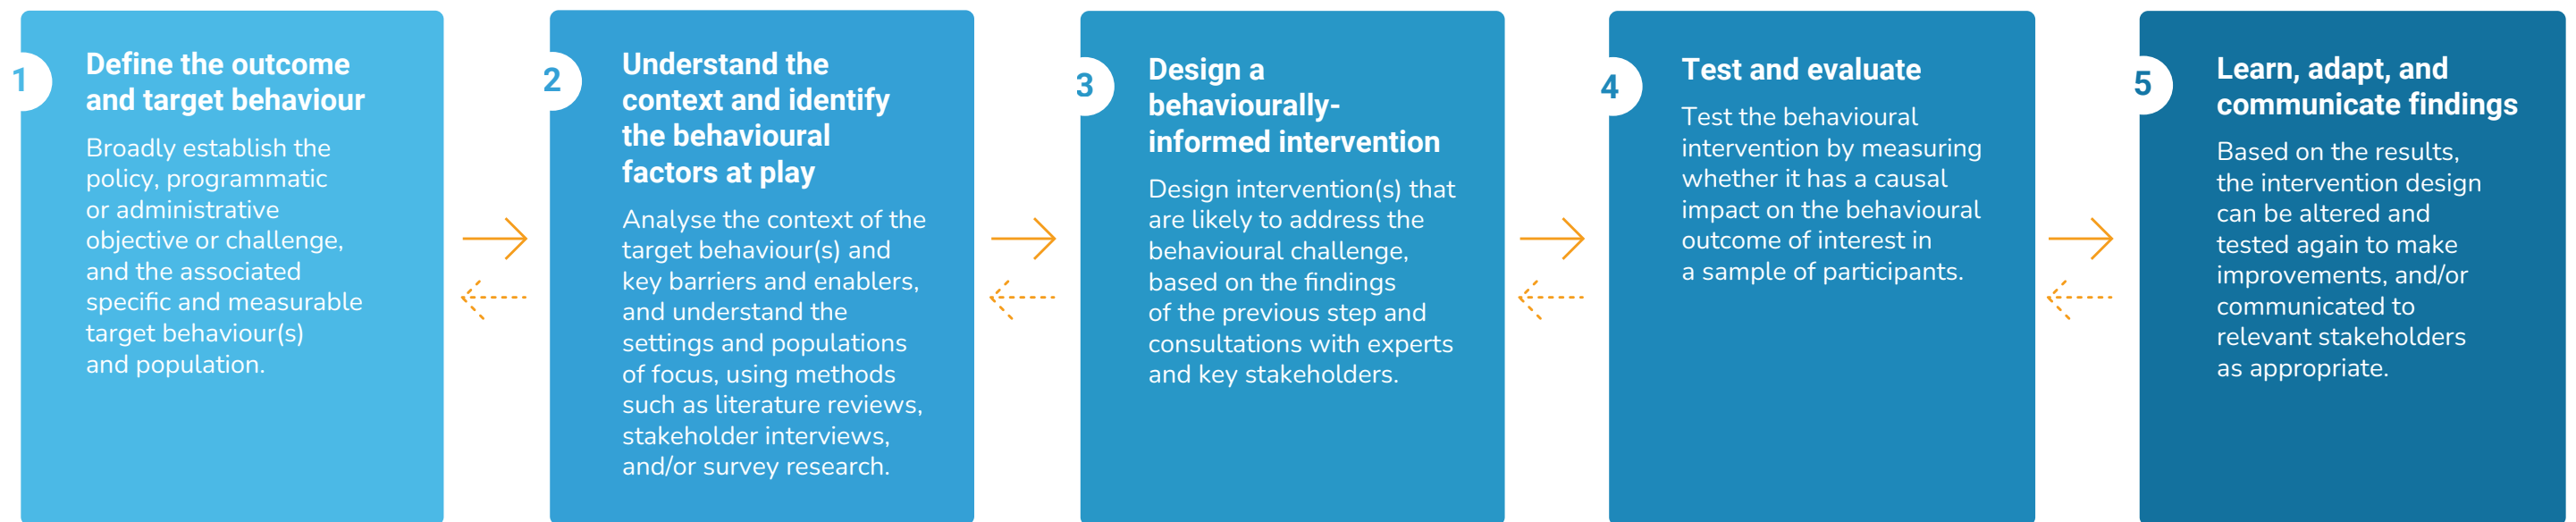 1
Define the outcome
and target behaviour
Broadly establish the
policy, programmatic
or administrative
objective or challenge,
and the associated
specific and measurable
target behaviour(s)
and population.
2
Understand the
context and identify
the behavioural
factors at play
Analyse the context of the
target behaviour(s) and
key barriers and enablers,
and understand the
settings and populations
of focus, using methods
such as literature reviews,
stakeholder interviews,
and/or survey research.
3
Design a
behaviourally-
informed intervention
Design intervention(s) that
are likely to address the
behavioural challenge,
based on the findings
of the previous step and
consultations with experts
and key stakeholders.
4
Test and evaluate
Test the behavioural
intervention by measuring
whether it has a causal
impact on the behavioural
outcome of interest in
a sample of participants.
5
Learn, adapt, and
communicate findings
Based on the results,
the intervention design
can be altered and
tested again to make
improvements, and/or
communicated to
relevant stakeholders
as appropriate.